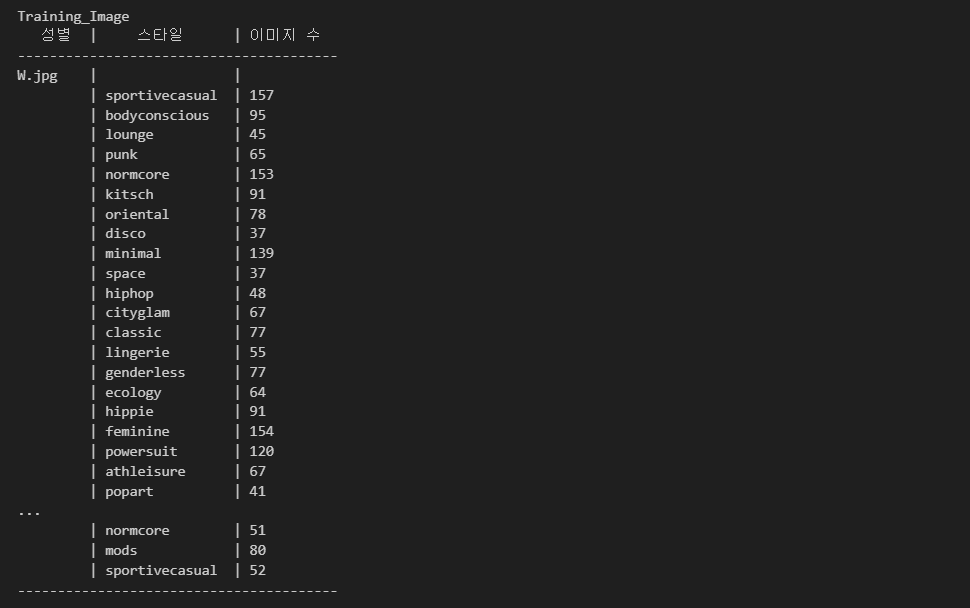 Training_Image
성별 | 스타일 | 이미지 수
----------------------------------------
W.jpg | |
| sportivecasual | 157
| bodyconscious | 95
| lounge | 45
| punk | 65
| normcore | 153
| kitsch | 91
| oriental | 78
| disco | 37
| minimal | 139
| space | 37
| hiphop | 48
| cityglam | 67
| classic | 77
| lingerie | 55
| genderless | 77
| ecology | 64
| hippie | 91
| feminine | 154
| powersuit | 120
| athleisure | 67
| popart | 41
...
| normcore | 51
| mods | 80
| sportivecasual | 52
----------------------------------------